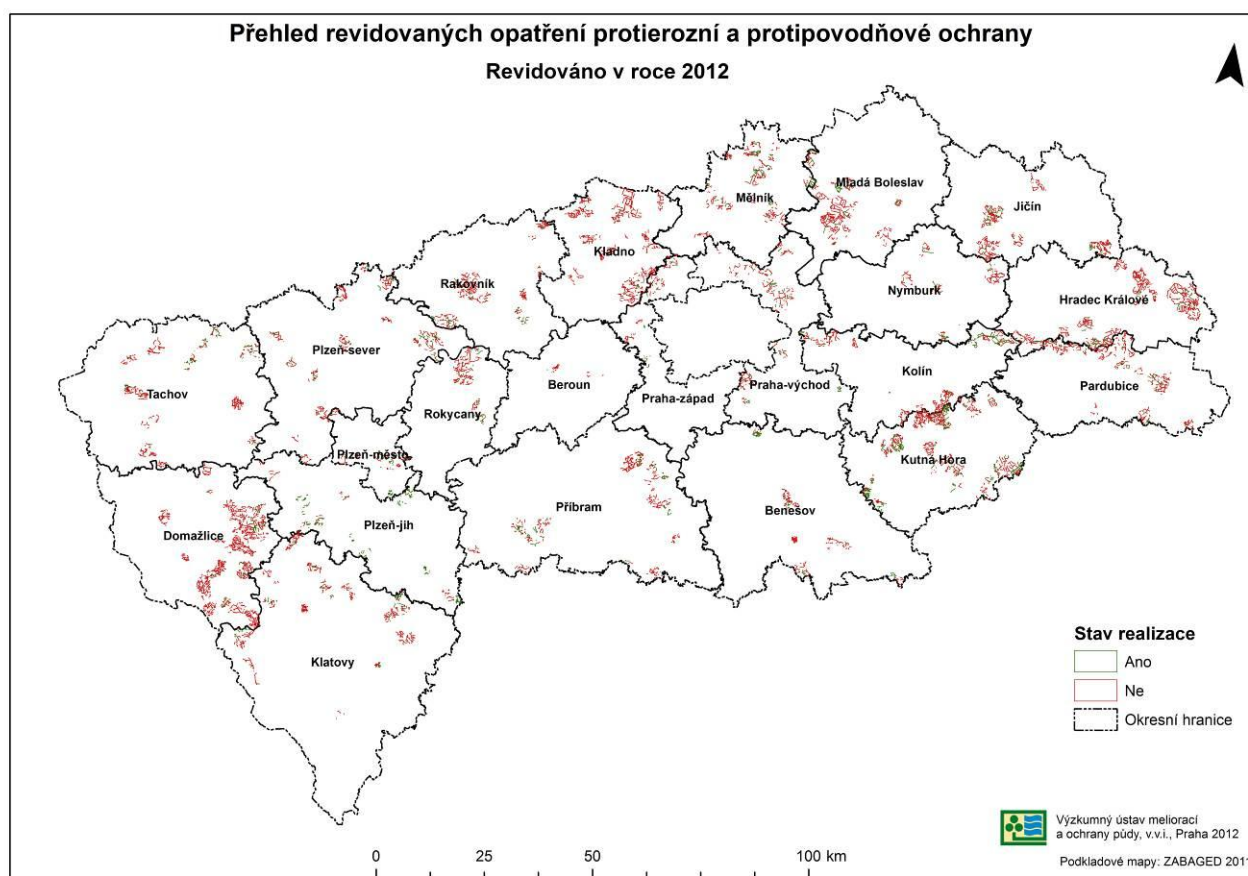 Přehled revidovaných opatření protierozní a protipovodňové ochrany
Revidováno v roce 2012
Mělník
Mladá Boleslav
Jičín
Kladno
Rakovník
Nymburk
Hradec Králové
Plzeň-sever
Tachov
Beroun
Kolín
Praha-západ
Praha-východ
Pardubice
Rokycany
Plzeň-město
Kutná Hora
Příbram
Benešov
Plzeň-jih
Domažlice
Klatovy
Stav realizace
Ano
Ne
Okresní hranice
Výzkumný ústav meliorací
a ochrany půdy, v.v.i., Praha 2012
Podkladové mapy: ZABAGED 2011
0 25 50 100 km